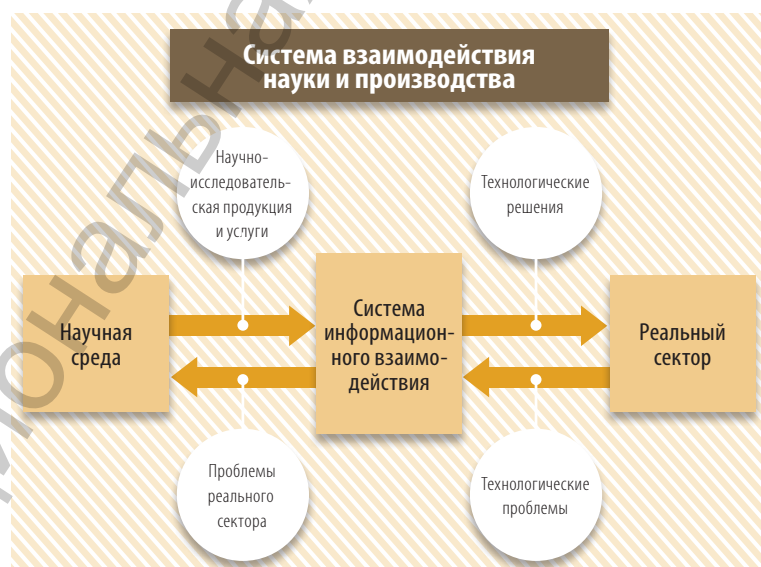 Система взаимодействия
науки и производства
Научно-
исследователь-
ская продукция
и услуги
Технологические
решения
Научная
среда
Система
информацион-
ного взаимо-
действия
Реальный
сектор
Проблемы
реального
сектора
Технологические
проблемы